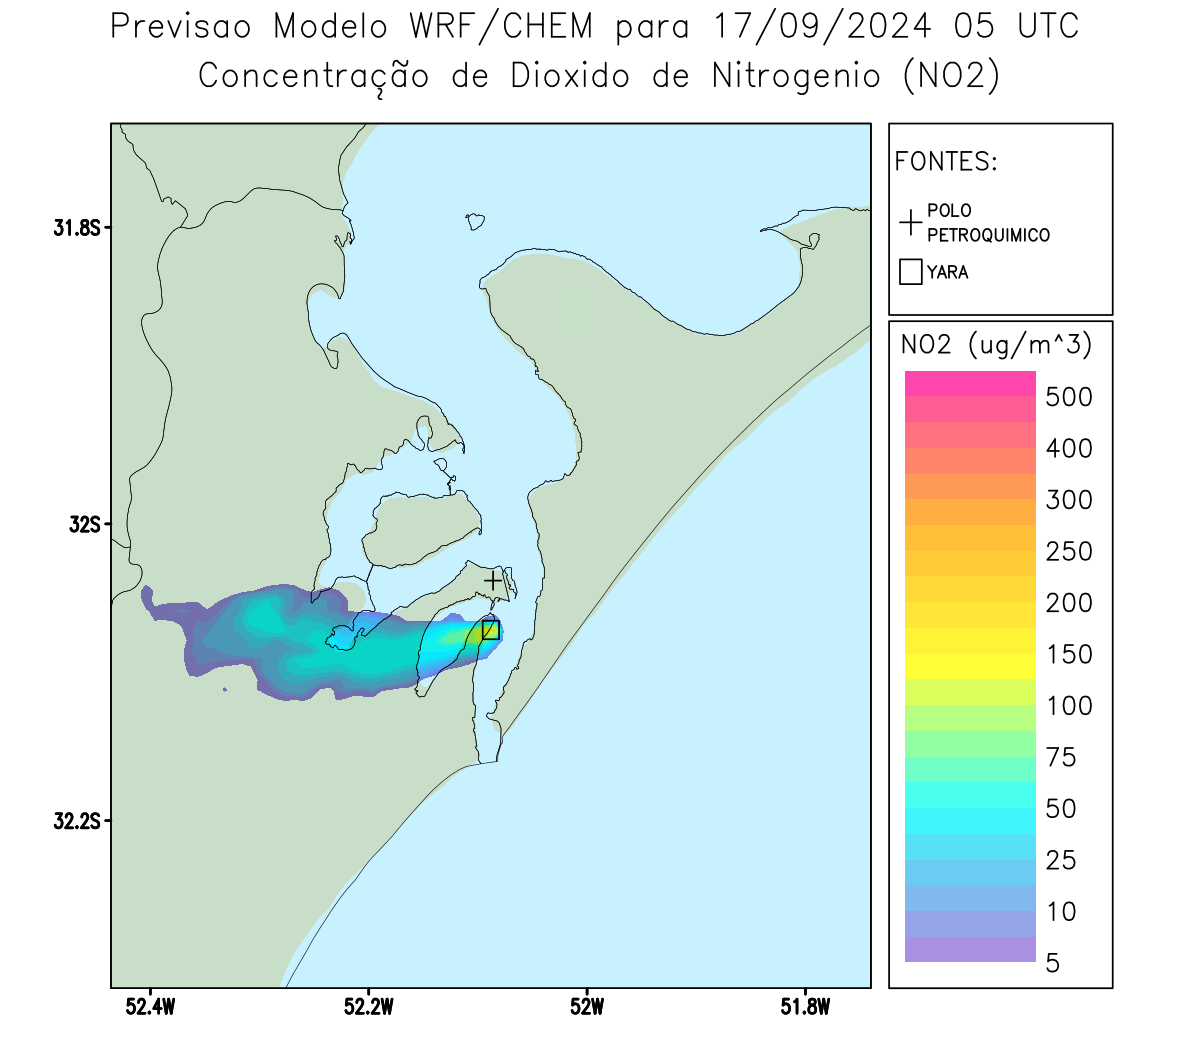 Previsao Modelo WRF/CHEM para 17/09/2024 05 UTC
Concentração de Dioxido de Nitrogenio (NO2)
FONTES:
POLO
PETROQUIMICO
YARA
NO2 (ug/m^3)
500
400
300
250
200
150
100
75
50
25
10
5
31.8S
32S
32.2S
52.4W
52.2W
52W
51.8W